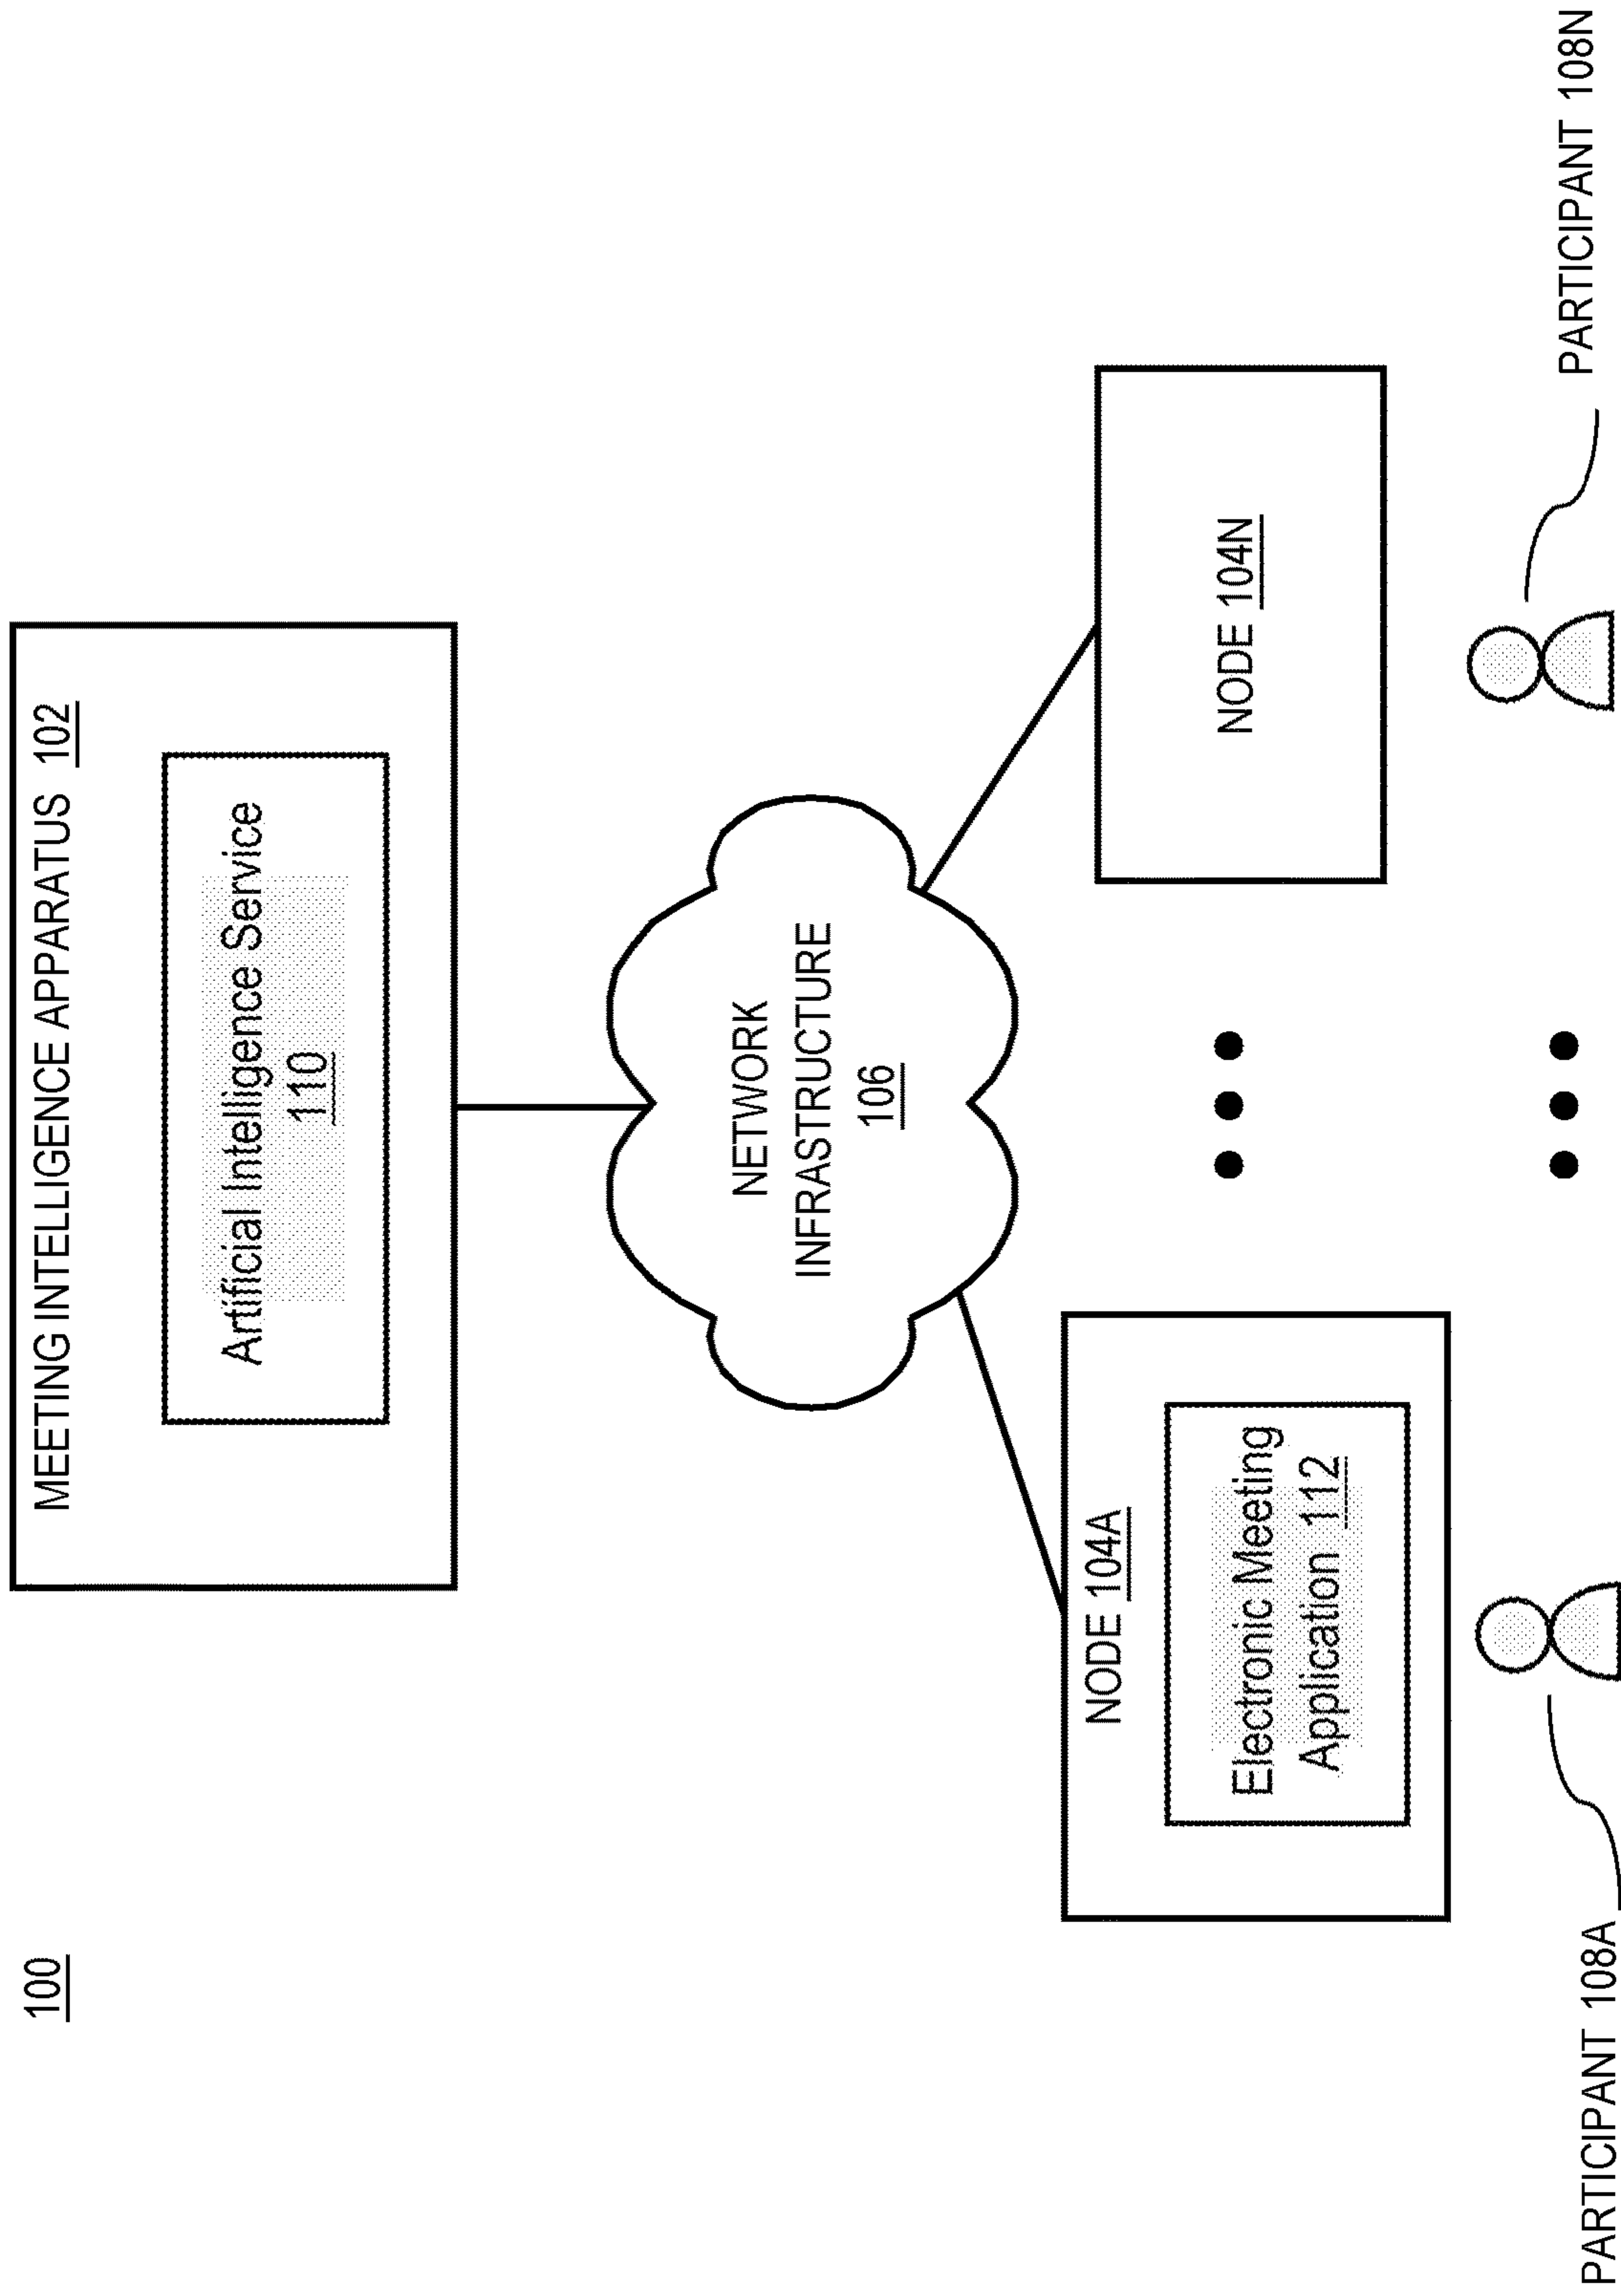 100
MEETING INTELLIGENCE APPARATUS 102
Artificial Intelligence Service
110
NETWORK
INFRASTRUCTURE
106
NODE 104A
Electronic Meeting
Application 112
NODE 104N
PARTICIPANT 108A
PARTICIPANT 108N